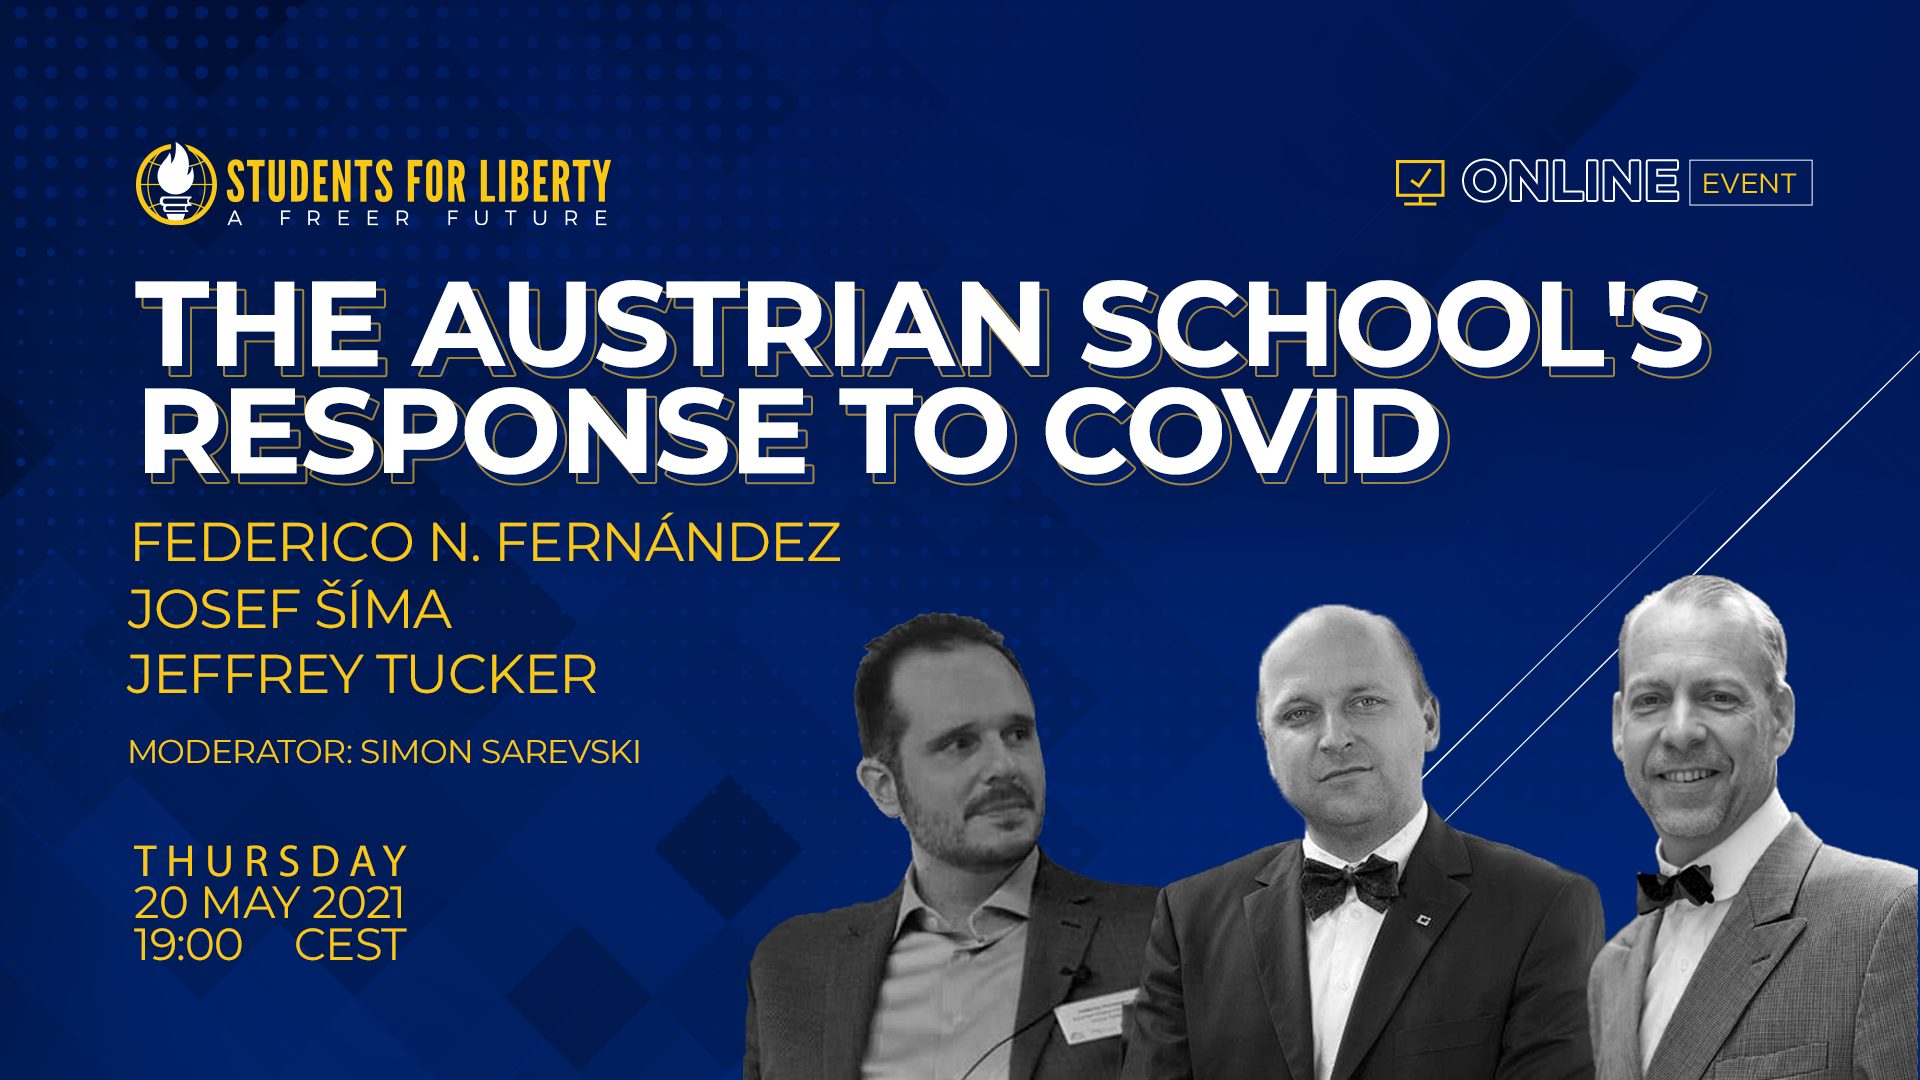 STUDENTS FOR LIBERTY
A FREER FUTURE
ONLINE EVENT
THE AUSTRIAN SCHOOL'S
RESPONSE TO COVID
FEDERICO N. FERNÁNDEZ
JOSEF ŠÍMA
JEFFREY TUCKER
MODERATOR: SIMON SAREVSKI
THURSDAY
20 MAY 2021
19:00 CEST